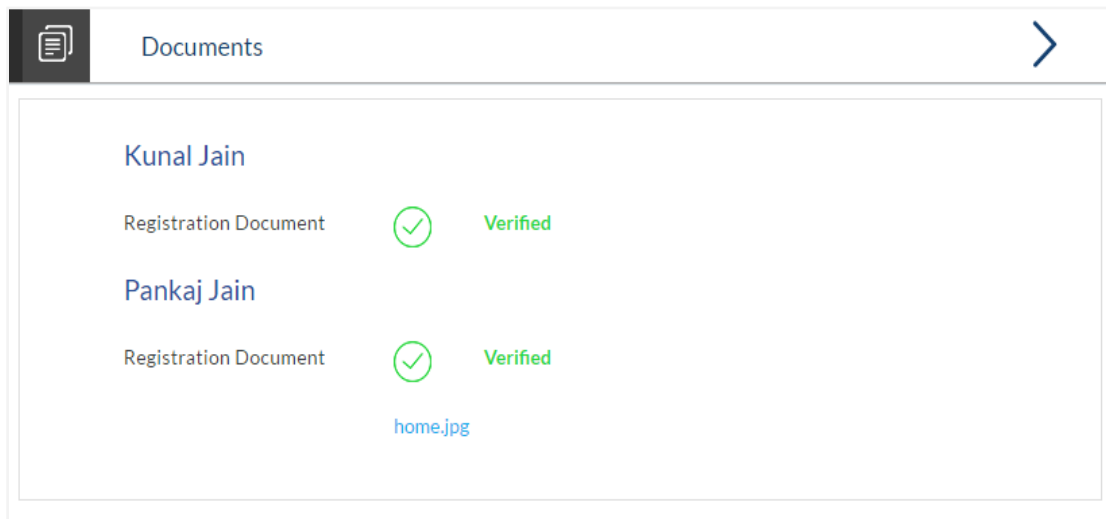 Documents
Kunal Jain
Registration Document Verified
Pankaj Jain
Registration Document Verified
home.jpg